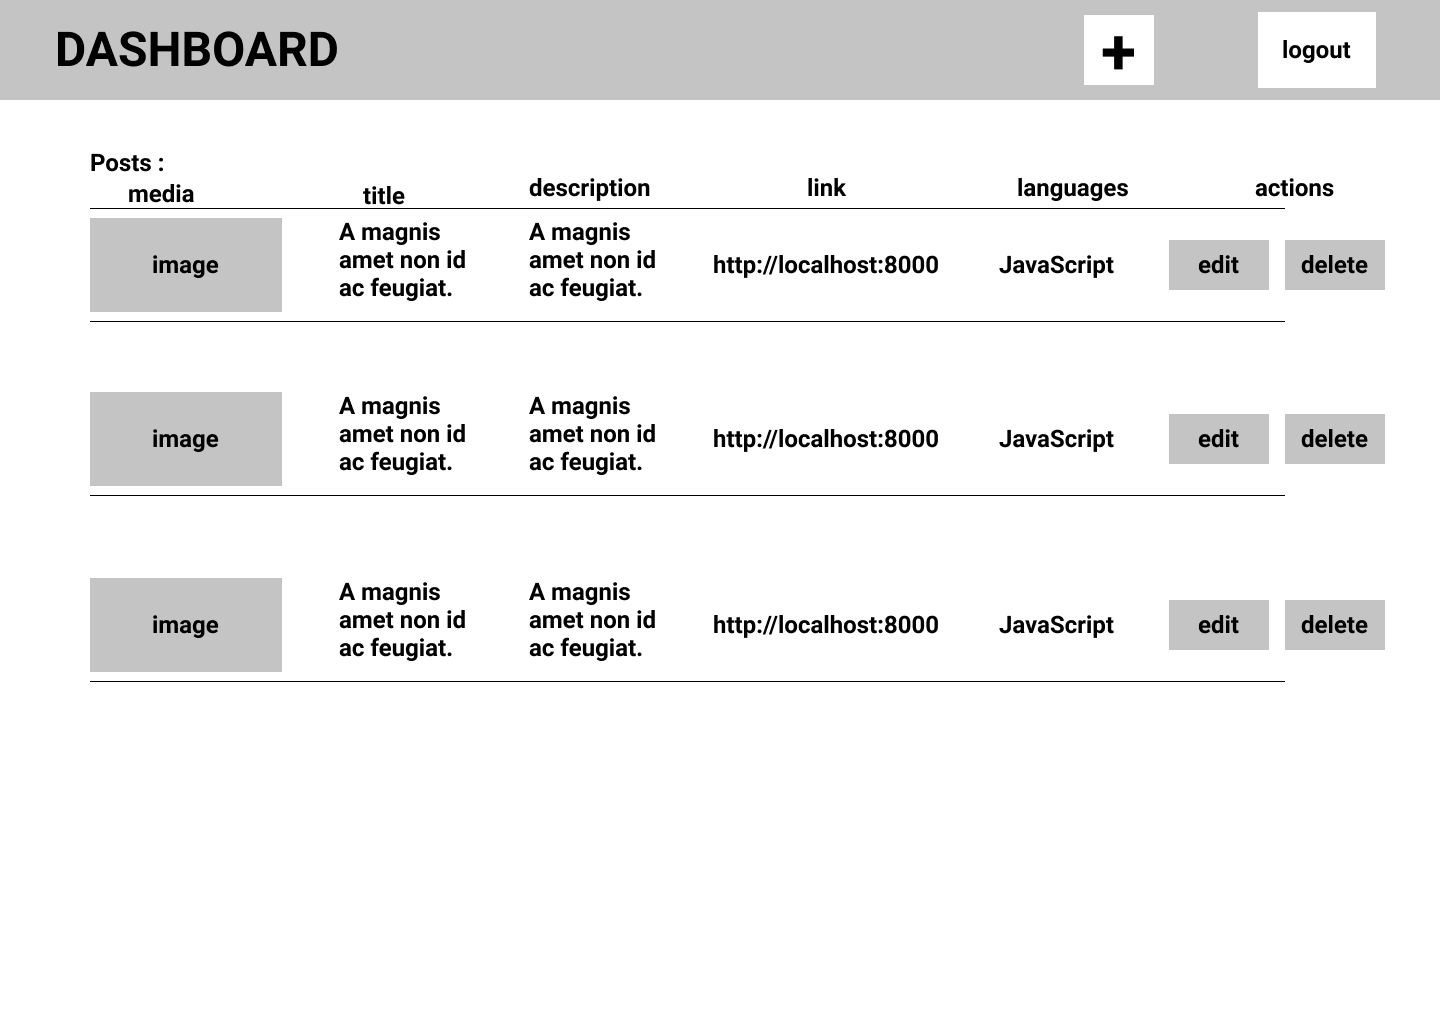 DASHBOARD
+
logout
Posts :
media title description link languages actions
image
A magnis
amet non id
ac feugiat.
A magnis
amet non id
ac feugiat.
http://localhost:8000
JavaScript
edit
delete
image
A magnis
amet non id
ac feugiat.
A magnis
amet non id
ac feugiat.
http://localhost:8000
JavaScript
edit
delete
image
A magnis
amet non id
ac feugiat.
A magnis
amet non id
ac feugiat.
http://localhost:8000
JavaScript
edit
delete